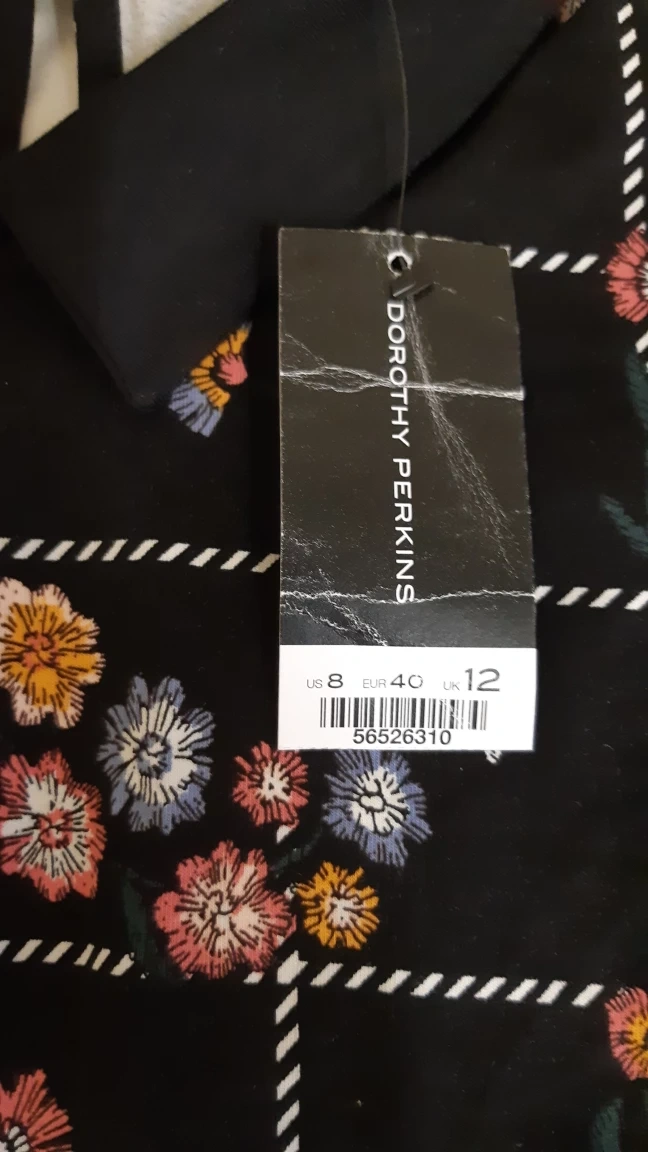 DOROTHY PERKINS
US 8 EUR 40 UK 12
56526310